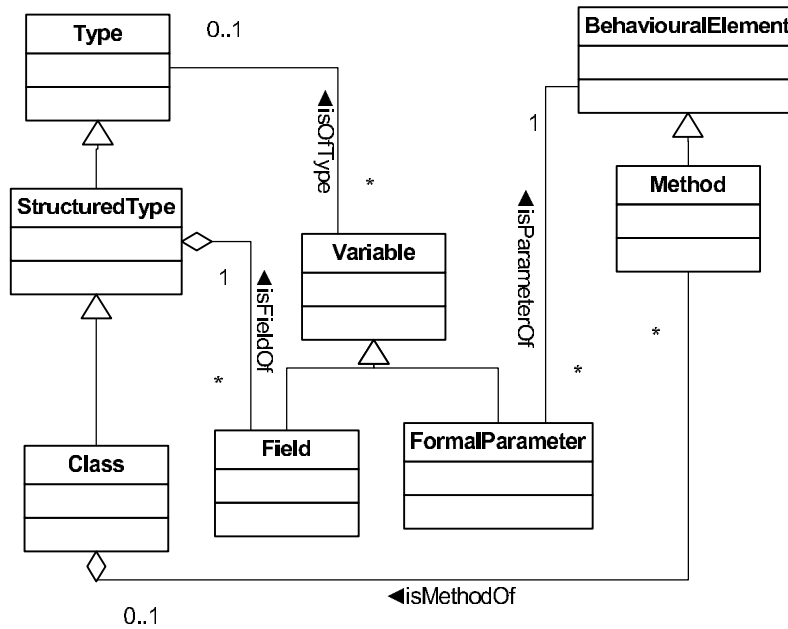 Type
0..1
BehaviouralElement
◄isOfType
1
*
Method
StructuredType
◄isParameterOf
Variable
1
◄isFieldOf
*
*
*
Class
Field
FormalParameter
◄isMethodOf
0..1